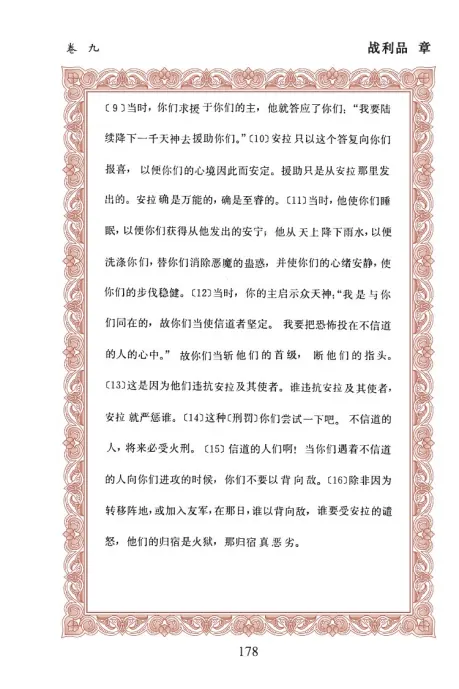 卷 九
战利品 章
〔9〕当时，你们求援于你们的主，他就答应了你们：“我要陆
续降下一千天神去援助你们。”〔10〕安拉只以这个答复向你们
报喜，以便你们的心境因此而安定。援助只是从安拉那里发
出的。安拉确是万能的，确是至睿的。〔11〕当时，他使你们睡
眠，以便你们获得从他发出的安宁；他从天上降下雨水，以便
洗涤你们，替你们消除恶魔的蛊惑，并使你们的心绪安静，使
你们的步伐稳健。〔12〕当时，你的主启示众天神：“我是与你
们同在的，故你们当使信道者坚定。我要把恐怖投在不信道
的人的心中。”故你们当斩他们的首级，断他们的指头。
〔13〕这是因为他们违抗安拉及其使者。谁违抗安拉及其使者，
安拉就严惩谁。〔14〕这种〔刑罚〕你们尝试一下吧。不信道的
人，将来必受火刑。〔15〕信道的人们啊！当你们遇着不信道
的人向你们进攻的时候，你们不要以背向敌。〔16〕除非因为
转移阵地，或加入友军，在那日，谁以背向敌，谁要受安拉的谴
怒，他们的归宿是火狱，那归宿真恶劣。
178